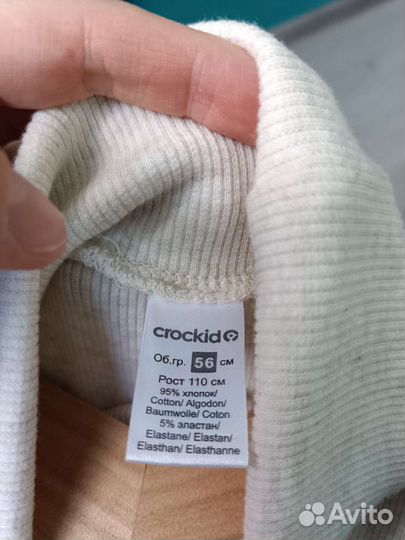 crockid
Об.гр. 56 см
Рост 110 см
95% хлопок/
Cotton/ Algodon/
Baumwolle/ Coton
5% эластан/
Elastane/ Elastan/
Elasthan/ Elasthanne
Avito